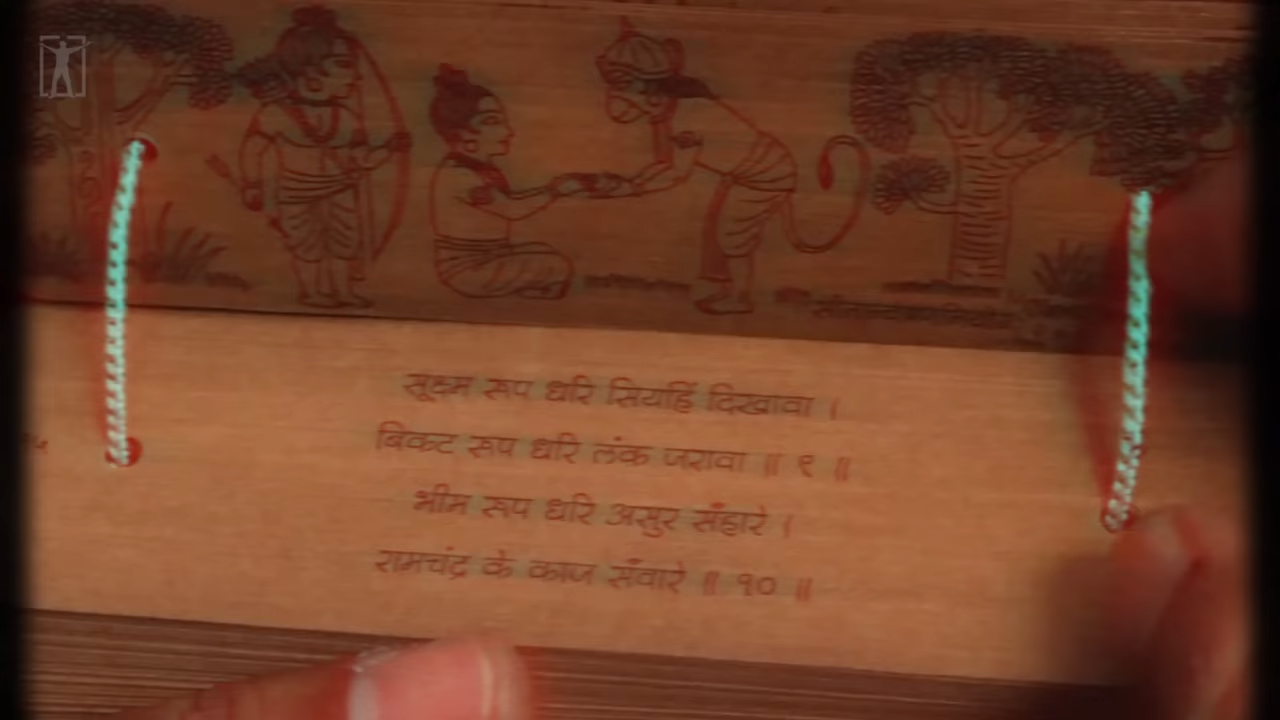 सूक्ष्म रूप धरि सियहिं दिखावा ।
बिकट रूप धरि लंक जरावा ॥ ९ ॥
भीम रूप धरि असुर सँहारे ।
रामचंद्र के काज सँवारे ॥ १० ॥